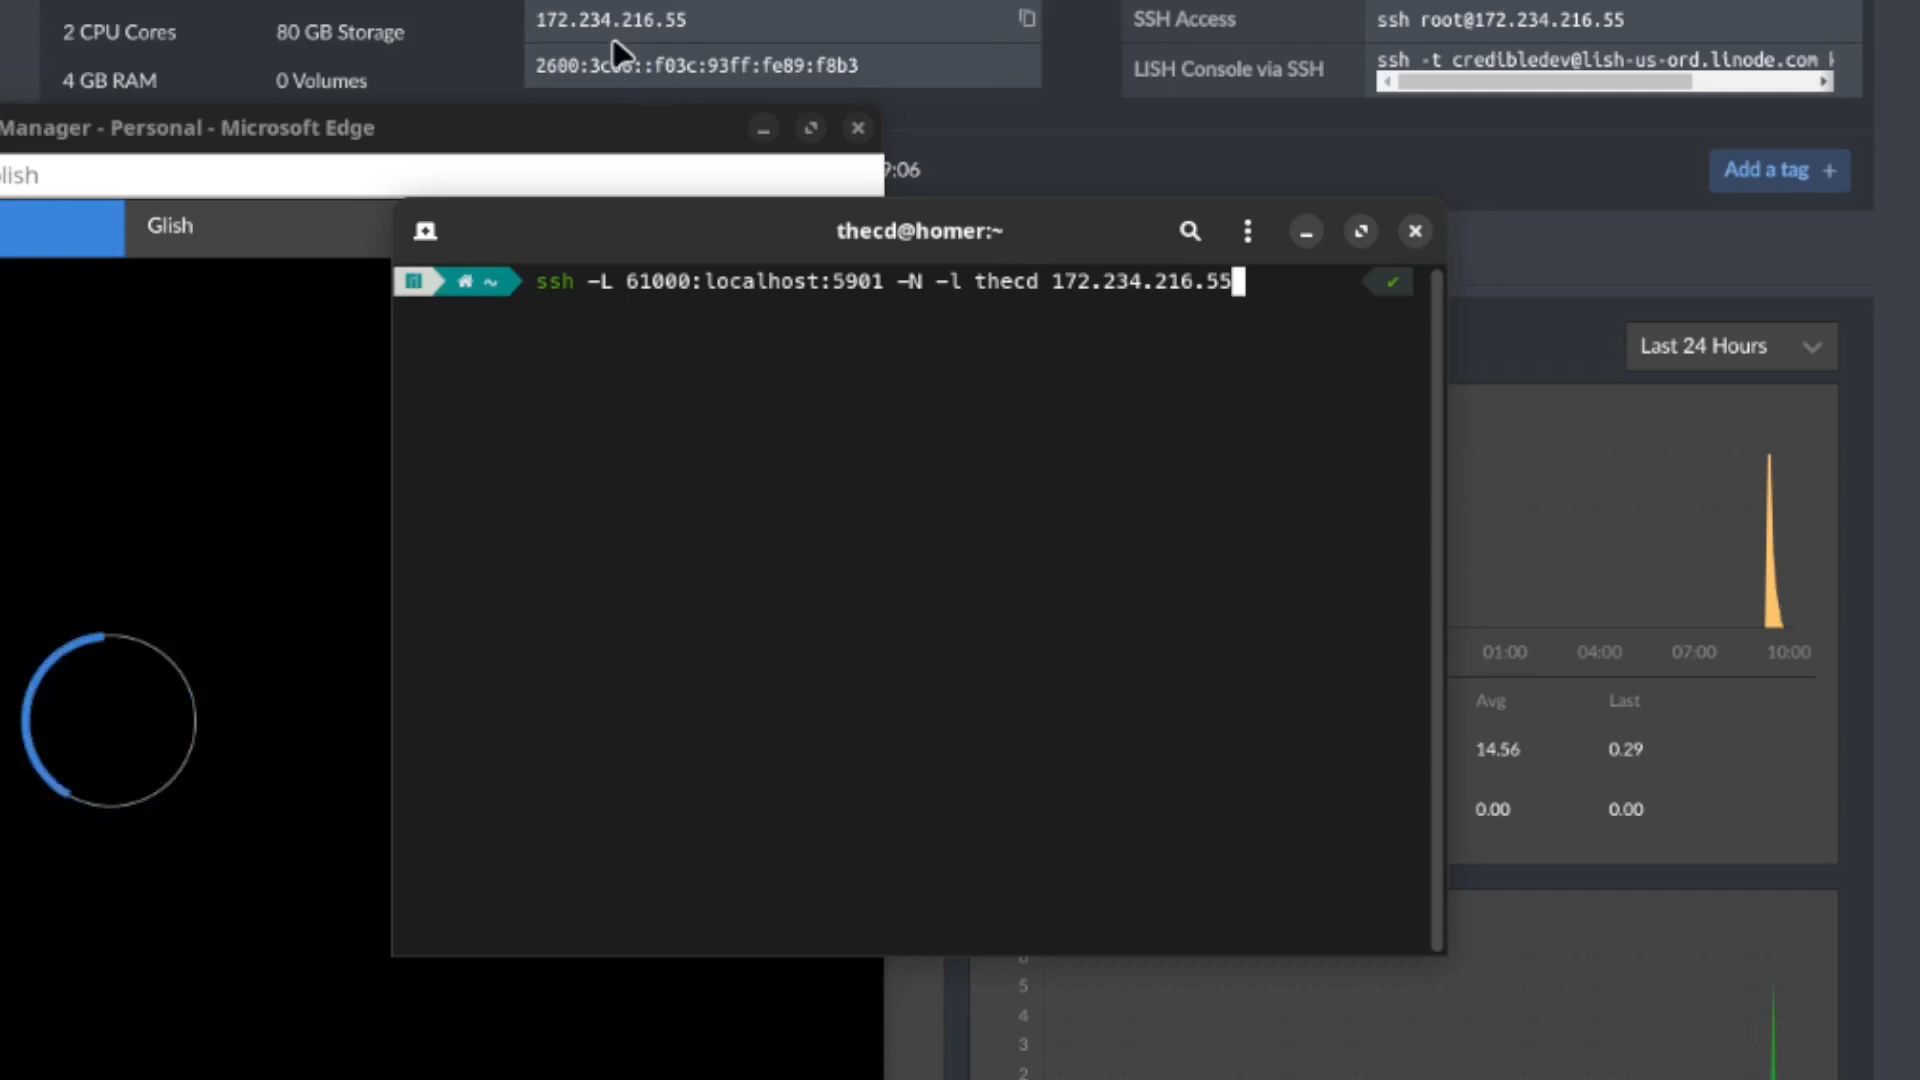 2 CPU Cores
80 GB Storage
4 GB RAM
0 Volumes
172.234.216.55
SSH Access
ssh root@172.234.216.55
LISH Console via SSH
ssh -t credibledev@lish-us-ord.linode.com
Manager - Personal - Microsoft Edge
lish
9:06
Add a tag +
Glish
thecd@homer:~
~ ssh -L 61000:localhost:5901 -N -l thecd 172.234.216.55
Last 24 Hours
01:00 04:00 07:00 10:00
Avg Last
14.56 0.29
0.00 0.00
5
4
3
2